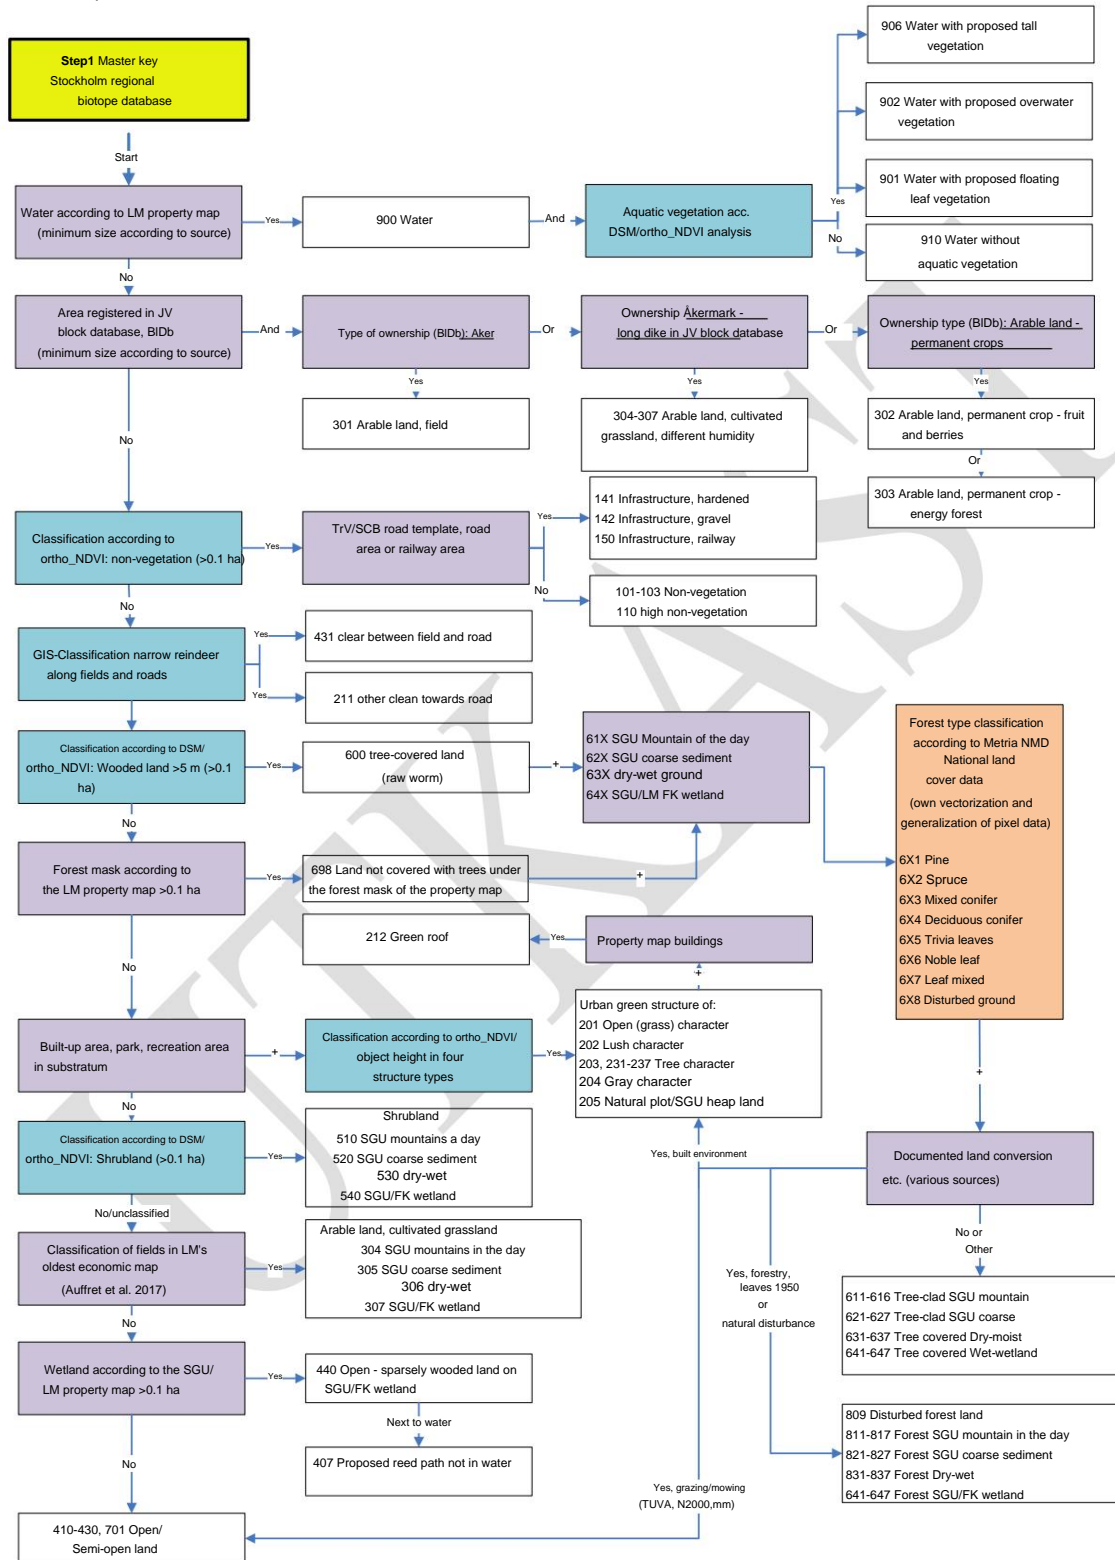 Step1 Master key
Stockholm regional
biotope database
Start
Water according to LM property map
(minimum size according to source)
Yes
900 Water
And
Aquatic vegetation acc.
DSM/ortho_NDVI analysis
906 Water with proposed tall
vegetation
902 Water with proposed overwater
vegetation
901 Water with proposed floating
leaf vegetation
Yes
No
910 Water without
aquatic vegetation
No
Area registered in JV
block database, BlDb
(minimum size according to source)
And
Type of ownership (BIDb): Aker
Or
Ownership Åkermark -
long dike in JV block database
Or
Ownership type (BIDb): Arable land -
permanent crops
Yes
301 Arable land, field
Yes
304-307 Arable land, cultivated
grassland, different humidity
Yes
302 Arable land, permanent crop - fruit
and berries
Or
303 Arable land, permanent crop -
energy forest
No
Classification according to
ortho_NDVI: non-vegetation (>0.1 ha)
Yes
TrV/SCB road template, road
area or railway area
Yes
141 Infrastructure, hardened
142 Infrastructure, gravel
150 Infrastructure, railway
No
101-103 Non-vegetation
110 high non-vegetation
No
GIS-Classification narrow reindeer
along fields and roads
Yes
431 clear between field and road
Yes
211 other clean towards road
Classification according to DSM/
ortho_NDVI: Wooded land >5 m (>0.1
ha)
Yes
600 tree-covered land
(raw worm)
+
61X SGU Mountain of the day
62X SGU coarse sediment
63X dry-wet ground
64X SGU/LM FK wetland
Forest type classification
according to Metria NMD
National land
cover data
(own vectorization and
generalization of pixel data)
6X1 Pine
6X2 Spruce
6X3 Mixed conifer
6X4 Deciduous conifer
6X5 Trivia leaves
6X6 Noble leaf
6X7 Leaf mixed
6X8 Disturbed ground
No
Forest mask according to
the LM property map >0.1 ha
Yes
698 Land not covered with trees under
the forest mask of the property map
+
212 Green roof
Yes
Property map buildings
+
No
Built-up area, park, recreation area
in substratum
+
Classification according to ortho_NDVI/
object height in four
structure types
Yes
Urban green structure of:
201 Open (grass) character
202 Lush character
203, 231-237 Tree character
204 Gray character
205 Natural plot/SGU heap land
+
No
Classification according to DSM/
ortho_NDVI: Shrubland (>0.1 ha)
Yes
Shrubland
510 SGU mountains a day
520 SGU coarse sediment
530 dry-wet
540 SGU/FK wetland
Yes, built environment
Documented land conversion
etc. (various sources)
No/unclassified
Classification of fields in LM's
oldest economic map
(Auffret et al. 2017)
Yes
Arable land, cultivated grassland
304 SGU mountains in the day
305 SGU coarse sediment
306 dry-wet
307 SGU/FK wetland
No or
Other
Yes, forestry,
leaves 1950
or
natural disturbance
611-616 Tree-clad SGU mountain
621-627 Tree-clad SGU coarse
631-637 Tree covered Dry-moist
641-647 Tree covered Wet-wetland
No
Wetland according to the SGU/
LM property map >0.1 ha
Yes
440 Open - sparsely wooded land on
SGU/FK wetland
Next to water
407 Proposed reed path not in water
809 Disturbed forest land
811-817 Forest SGU mountain in the day
821-827 Forest SGU coarse sediment
831-837 Forest Dry-wet
641-647 Forest SGU/FK wetland
No
Yes, grazing/mowing
(TUVA, N2000,mm)
410-430, 701 Open/
Semi-open land
UTKAST